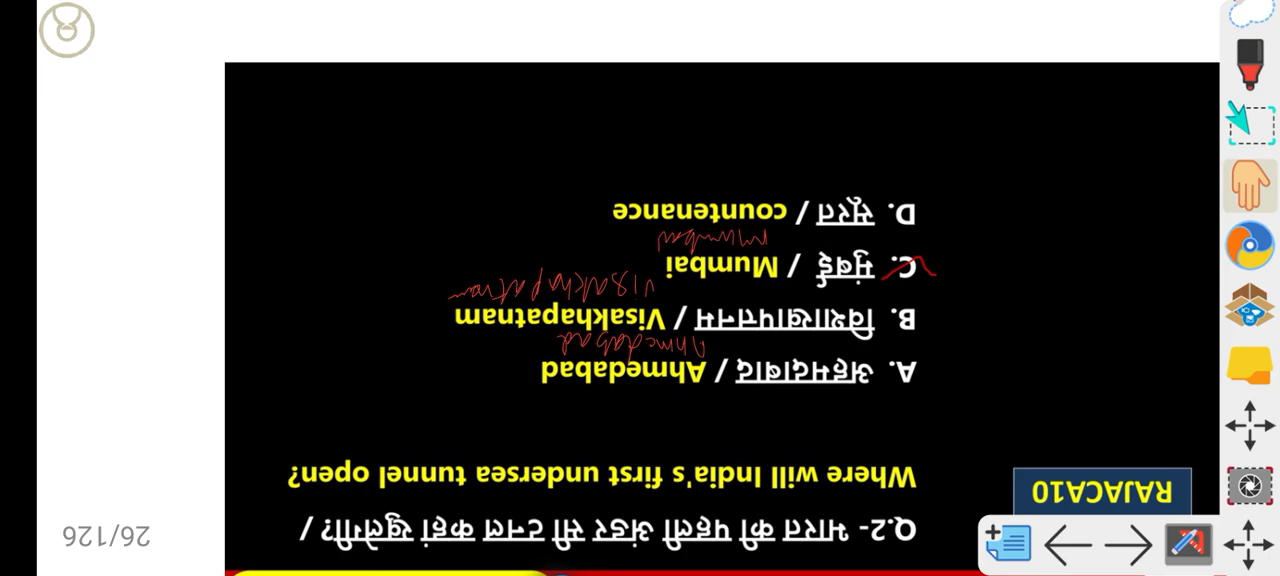 RAJACA10
Q.2- भारत की पहली अंडर सी टनल कहां खुलेगी? /
Where will India's first undersea tunnel open?
A. अहमदाबाद / Ahmedabad
Ahmedabad
B. विशाखापत्तनम / Visakhapatnam
Visakhapatnam
C. मुंबई / Mumbai
Mumbai
D. सूरत / countenance
26/126